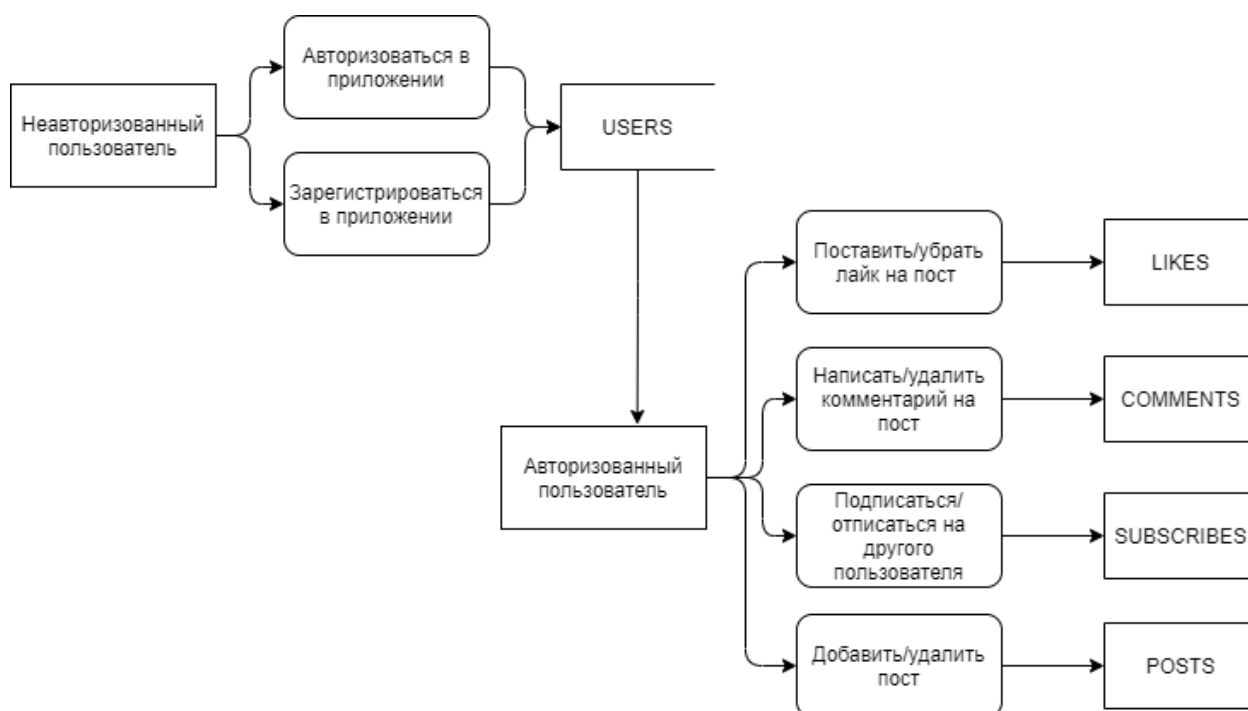 Авторизоваться в
приложении
Неавторизованный
пользователь
USERS
Зарегистрироваться
в приложении
Поставить/убрать
лайк на пост
LIKES
Написать/удалить
комментарий на
пост
COMMENTS
Авторизованный
пользователь
Подписаться/
отписаться на
другого
пользователя
SUBSCRIBES
Добавить/удалить
пост
POSTS